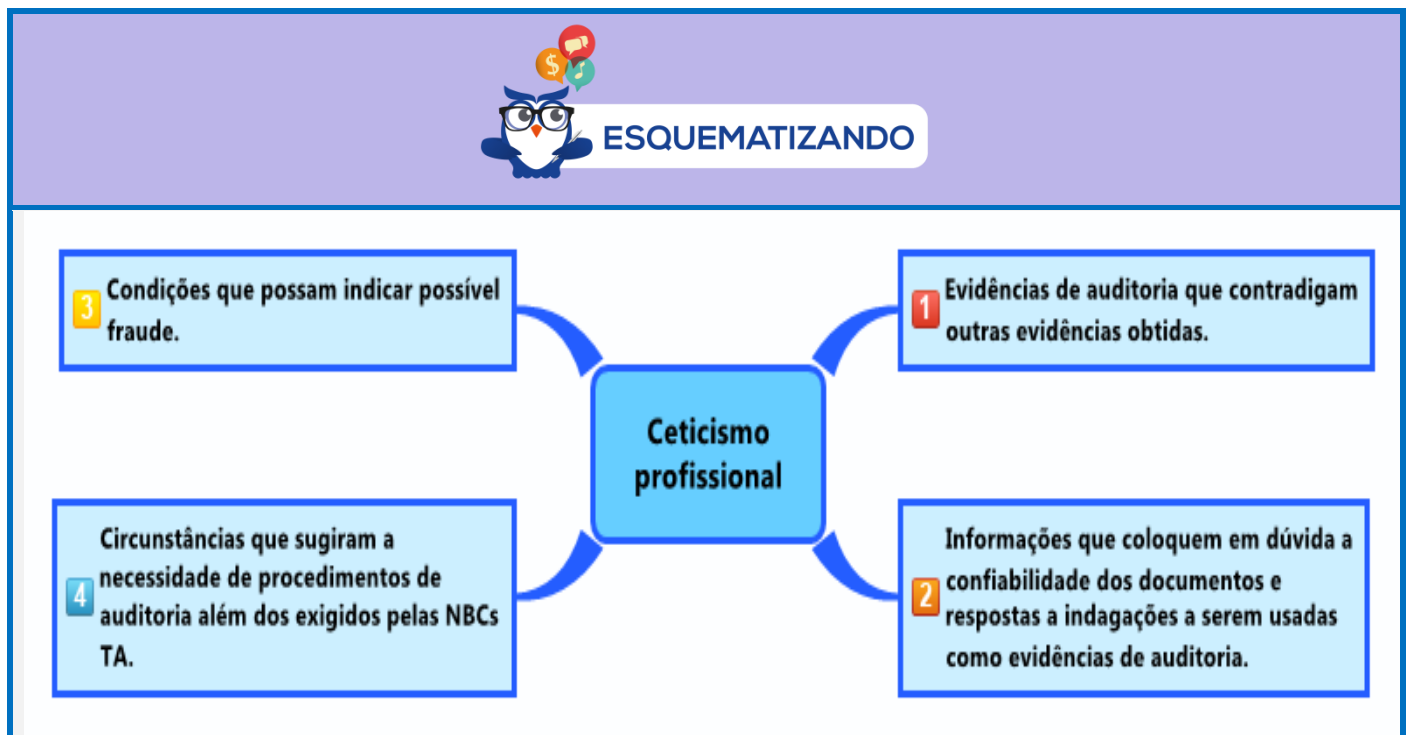 ESQUEMATIZANDO
1
Evidências de auditoria que contradigam
outras evidências obtidas.
2
Informações que coloquem em dúvida a
confiabilidade dos documentos e
respostas a indagações a serem usadas
como evidências de auditoria.
3
Condições que possam indicar possível
fraude.
4
Circunstâncias que sugiram a
necessidade de procedimentos de
auditoria além dos exigidos pelas NBCs
TA.
Ceticismo
profissional
$